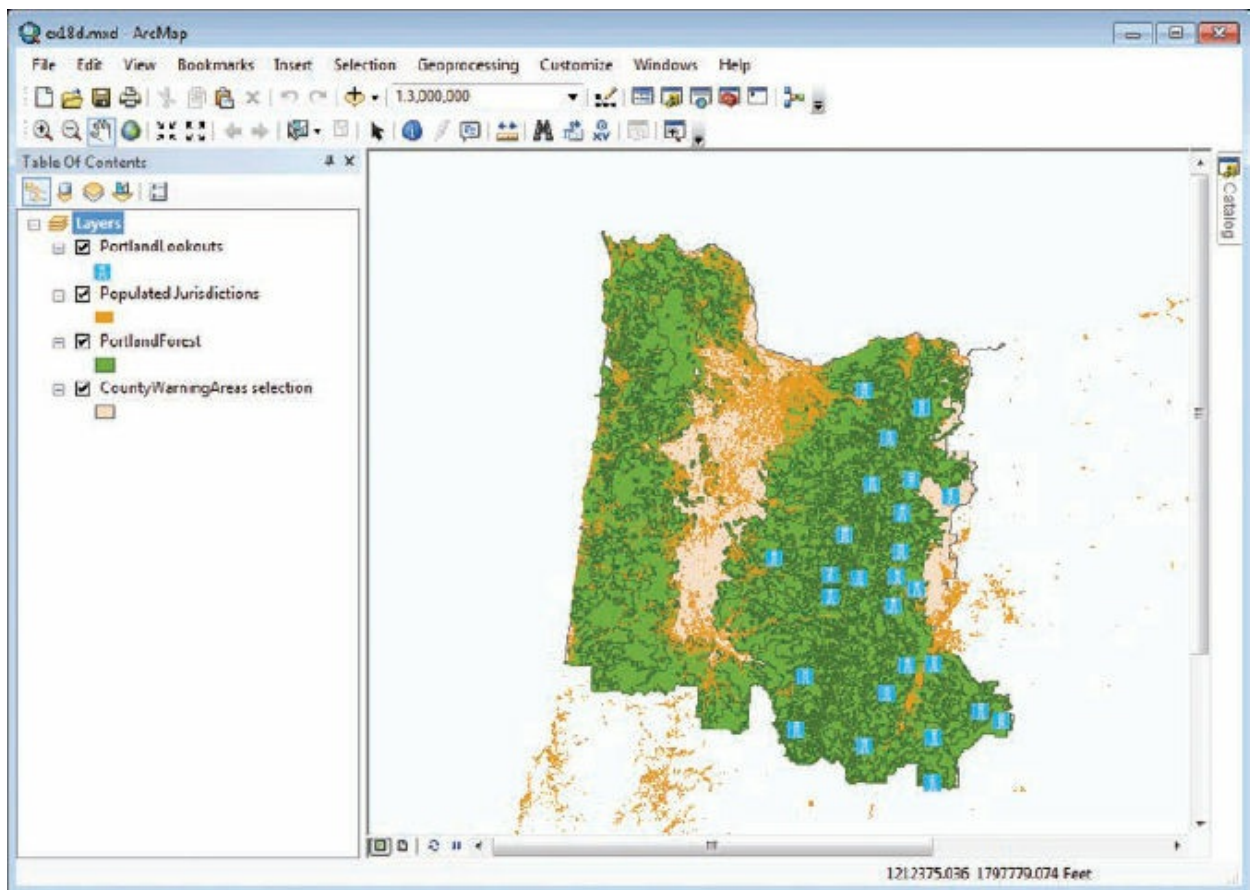 ex18d.mxd - ArcMap
File Edit View Bookmarks Insert Selection Geoprocessing Customize Windows Help
1:3,000,000
Table Of Contents
Layers
PortlandLookouts
PopulatedJurisdictions
PortlandForest
CountyWarningAreas selection
Catalog
1212375.036 1797779.074 Feet